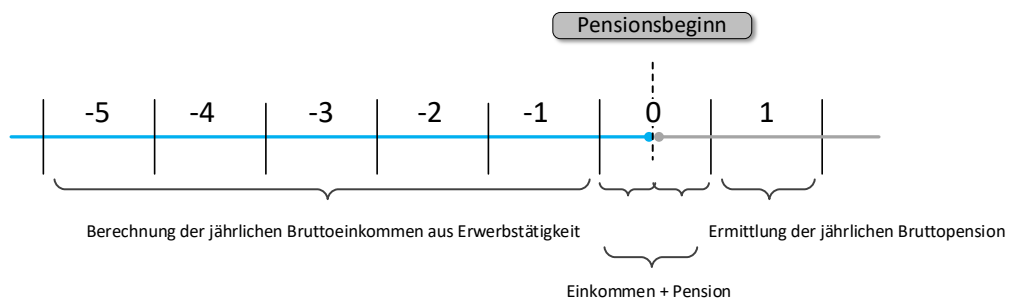 Pensionsbeginn
-5 -4 -3 -2 -1 0 1
Berechnung der jährlichen Bruttoeinkommen aus Erwerbstätigkeit
Ermittlung der jährlichen Bruttopension
Einkommen + Pension